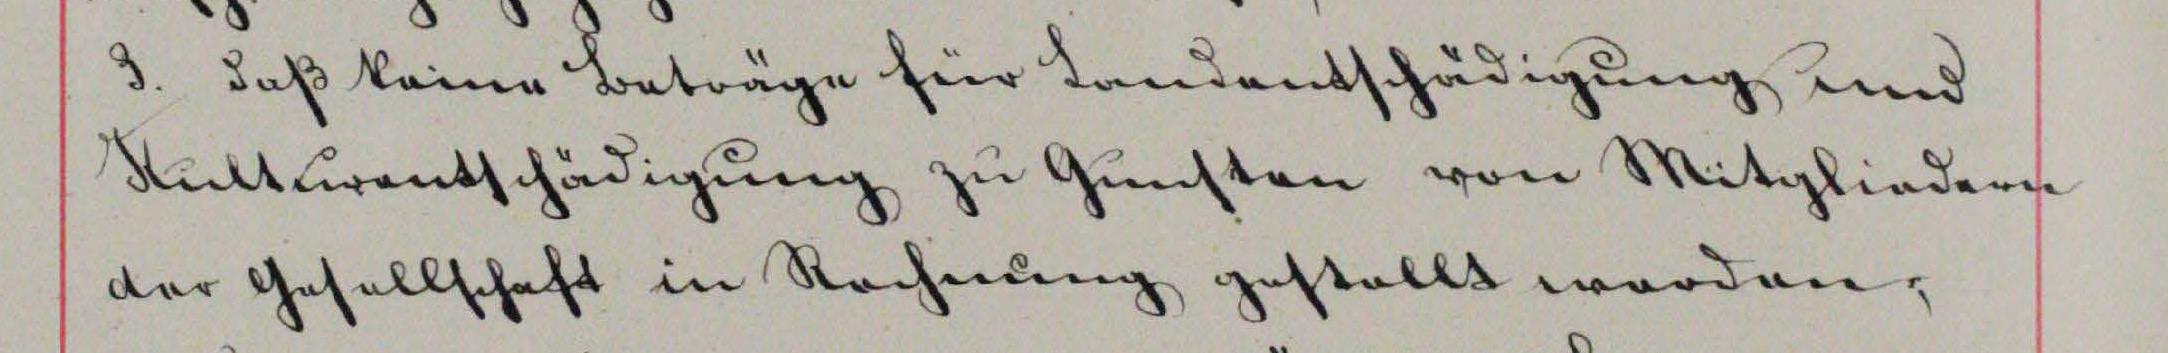 3. daß keine Beträge für Landentschädigung und
Kulturentschädigung zu Gunsten von Mitgliedern
der Gesellschaft in Rechnung gestellt werden;